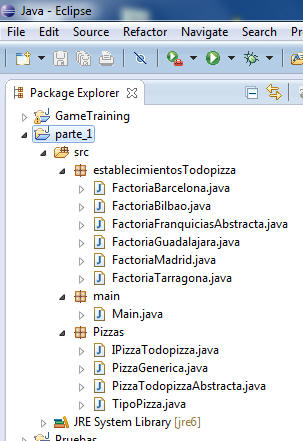 Java - Eclipse
File Edit Source Refactor Navigate Search Pr
Package Explorer
GameTraining
parte_1
src
establecimientosTodopizza
FactoriaBarcelona.java
FactoriaBilbao.java
FactoriaFranquiciasAbstracta.java
FactoriaGuadalajara.java
FactoriaMadrid.java
FactoriaTarragona.java
main
Main.java
Pizzas
IPizzaTodopizza.java
PizzaGenerica.java
PizzaTodopizzaAbstracta.java
TipoPizza.java
JRE System Library [jre6]
Pruebas